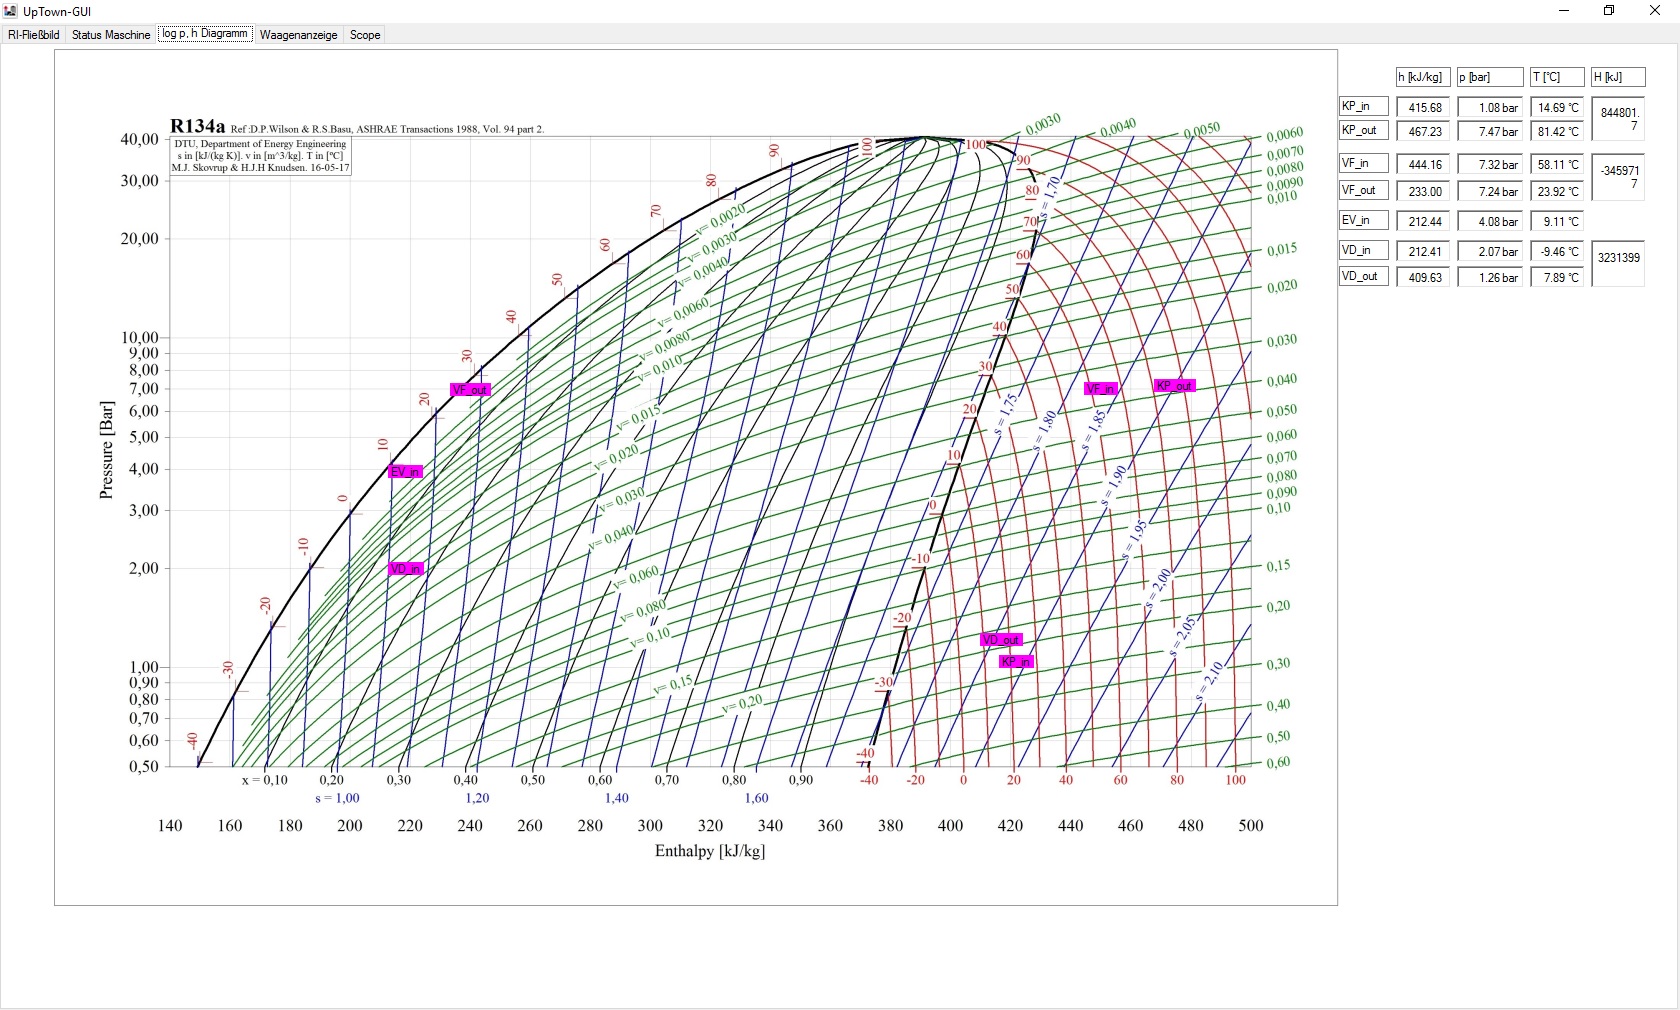 UpTown-GUI
RI-Fließbild Status Maschine log p, h Diagramm Waagenanzeige Scope
h [kJ/kg] p [bar] T [°C] H [kJ]
KP_in 415.68 1.08 bar 14.69 °C 844801.
7
KP_out 467.23 7.47 bar 81.42 °C
VF_in 444.16 7.32 bar 58.11 °C -345971
7
VF_out 233.00 7.24 bar 23.92 °C
EV_in 212.44 4.08 bar 9.11 °C
VD_in 212.41 2.07 bar -9.46 °C 3231399
VD_out 409.63 1.26 bar 7.89 °C
R134a Ref :D.P.Wilson & R.S.Basu, ASHRAE Transactions 1988, Vol. 94 part 2.
DTU, Department of Energy Engineering
s in [kJ/(kg K)]. v in [m^3/kg]. T in [ºC]
M.J. Skovrup & H.J.H Knudsen. 16-05-17
Pressure [Bar]
40,00
30,00
20,00
10,00
9,00
8,00
7,00
6,00
5,00
4,00
3,00
2,00
1,00
0,90
0,80
0,70
0,60
0,50
-40
-30
-20
-10
0
10
20
30
40
50
60
70
80
90
100
100
90
80
70
60
50
40
30
20
10
0
-10
-20
-30
-40
v= 0,0020
v= 0,0030
v= 0,0040
v= 0,0060
v= 0,0080
v= 0,010
v= 0,015
v= 0,020
v= 0,030
v= 0,040
v= 0,060
v= 0,080
v= 0,10
v= 0,15
v= 0,20
0,0030
0,0040
0,0050
0,0060
0,0070
0,0080
0,0090
0,010
0,015
0,020
0,030
0,040
0,050
0,060
0,070
0,080
0,090
0,10
0,15
0,20
0,30
0,40
0,50
0,60
s = 1,70
s = 1,75
s = 1,80
s = 1,85
s = 1,90
s = 1,95
s = 2,00
s = 2,05
s = 2,10
VF_out
VF_in
KP_out
EV_in
VD_in
VD_out
KP_in
x = 0,10 0,20 0,30 0,40 0,50 0,60 0,70 0,80 0,90 -40 -20 0 20 40 60 80 100
s = 1,00 1,20 1,40 1,60
140 160 180 200 220 240 260 280 300 320 340 360 380 400 420 440 460 480 500
Enthalpy [kJ/kg]